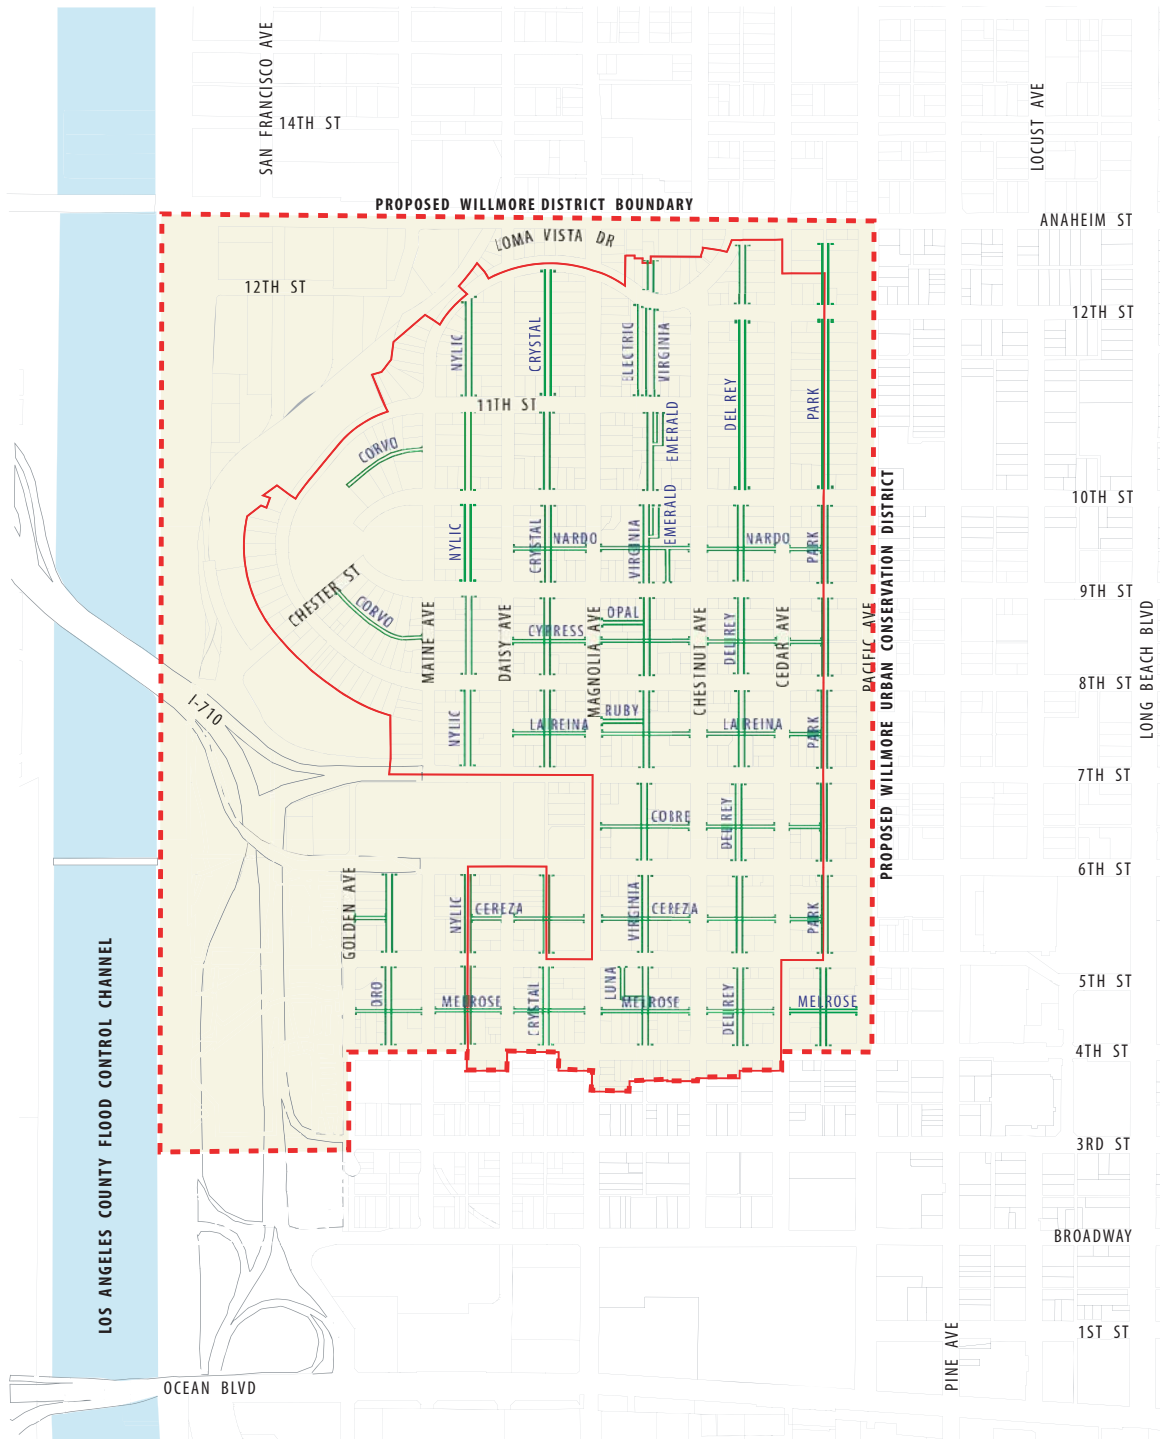 SAN FRANCISCO AVE
14TH ST
LOCUST AVE
PROPOSED WILLMORE DISTRICT BOUNDARY
ANAHEIM ST
LOMA VISTA DR
12TH ST
12TH ST
NYLIC
CRYSTAL
ELECTRIC
VIRGINIA
DEL REY
PARK
11TH ST
EMERALD
CORVO
10TH ST
EMERALD
NYLIC
CRYSTAL
NARDO
VIRGINIA
NARDO
PARK
9TH ST
CHESTER ST
CORVO
MAINE AVE
DAISY AVE
CYPRESS
MAGNOLIA AVE
OPAL
CHESTNUT AVE
DEL REY
CEDAR AVE
PACIFIC AVE
PROPOSED WILLMORE URBAN CONSERVATION DISTRICT
LONG BEACH BLVD
8TH ST
I-710
NYLIC
LA REINA
RUBY
LA REINA
PARK
7TH ST
COBRE
DEL REY
6TH ST
GOLDEN AVE
NYLIC
CEREZA
VIRGINIA
CEREZA
PARK
5TH ST
ORO
MELROSE
CRYSTAL
LUNA
MELROSE
DEL REY
MELROSE
4TH ST
LOS ANGELES COUNTY FLOOD CONTROL CHANNEL
3RD ST
BROADWAY
1ST ST
PINE AVE
OCEAN BLVD